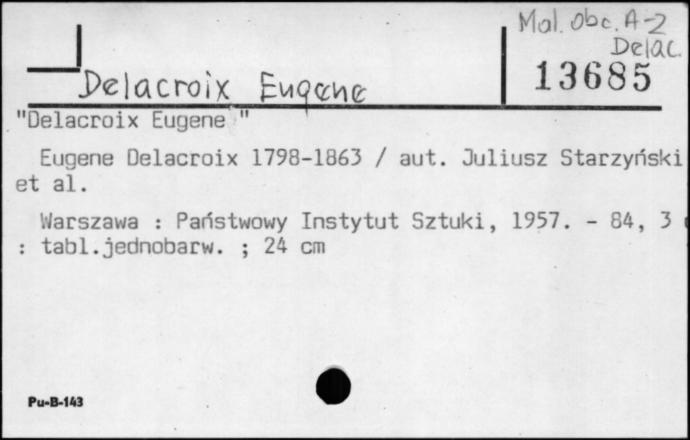 Mal. Obc. A-2
Delac.
13685
Delacroix Eugene
"Delacroix Eugene "
Eugene Delacroix 1798-1863 / aut. Juliusz Starzyński
et al.
Warszawa : Państwowy Instytut Sztuki, 1957. - 84, 3
: tabl.jednobarw. ; 24 cm
Pu-B-143